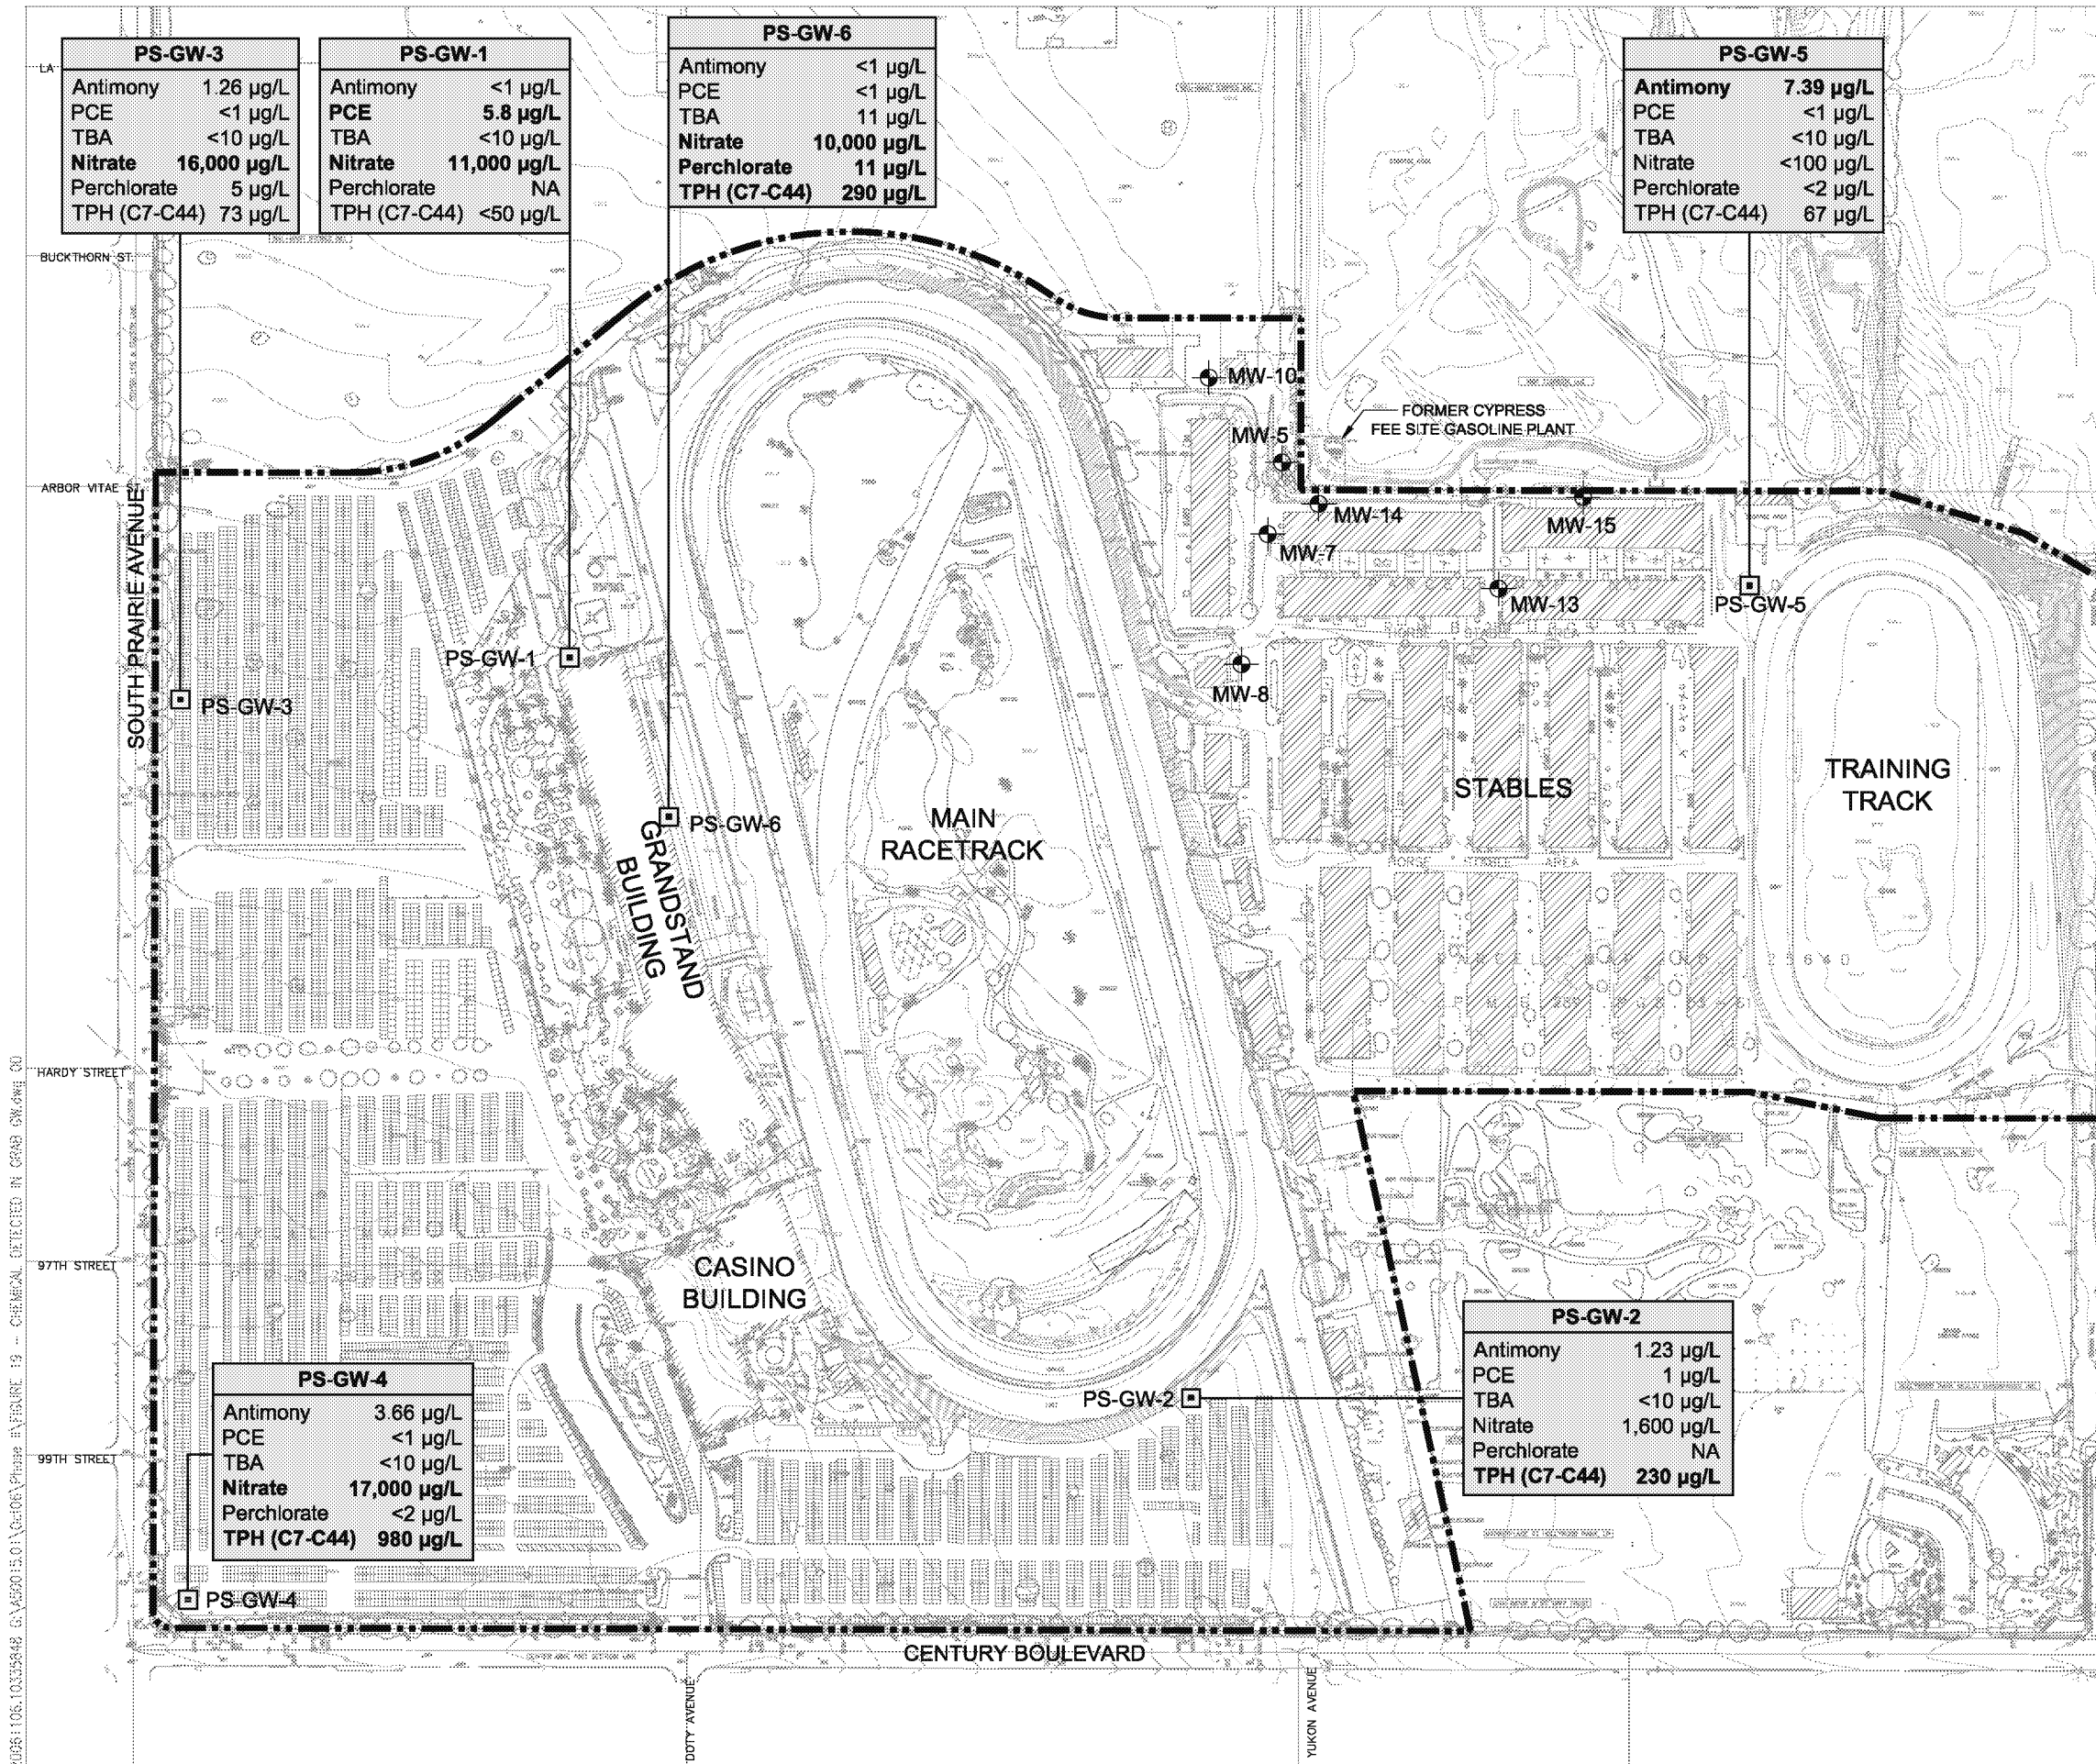 PS-GW-3
Antimony 1.26 µg/L
PCE <1 µg/L
TBA <10 µg/L
Nitrate 16,000 µg/L
Perchlorate 5 µg/L
TPH (C7-C44) 73 µg/L
PS-GW-1
Antimony <1 µg/L
PCE 5.8 µg/L
TBA <10 µg/L
Nitrate 11,000 µg/L
Perchlorate NA
TPH (C7-C44) <50 µg/L
PS-GW-6
Antimony <1 µg/L
PCE <1 µg/L
TBA 11 µg/L
Nitrate 10,000 µg/L
Perchlorate 11 µg/L
TPH (C7-C44) 290 µg/L
PS-GW-5
Antimony 7.39 µg/L
PCE <1 µg/L
TBA <10 µg/L
Nitrate <100 µg/L
Perchlorate <2 µg/L
TPH (C7-C44) 67 µg/L
LA
BUCKTHORN ST.
ARBOR VITAE ST.
SOUTH PRAIRIE AVENUE
MW-10
FORMER CYPRESS
FEE SITE GASOLINE PLANT
MW-5
MW-14
MW-15
MW-7
MW-13
PS-GW-5
PS-GW-1
MW-8
PS-GW-3
PS-GW-6
GRANDSTAND
BUILDING
MAIN
RACETRACK
STABLES
TRAINING
TRACK
HARDY STREET
97TH STREET
CASINO
BUILDING
99TH STREET
PS-GW-2
PS-GW-2
Antimony 1.23 µg/L
PCE 1 µg/L
TBA <10 µg/L
Nitrate 1,600 µg/L
Perchlorate NA
TPH (C7-C44) 230 µg/L
PS-GW-4
Antimony 3.66 µg/L
PCE <1 µg/L
TBA <10 µg/L
Nitrate 17,000 µg/L
Perchlorate <2 µg/L
TPH (C7-C44) 980 µg/L
PS-GW-4
CENTURY BOULEVARD
DOTY AVENUE
YUKON AVENUE